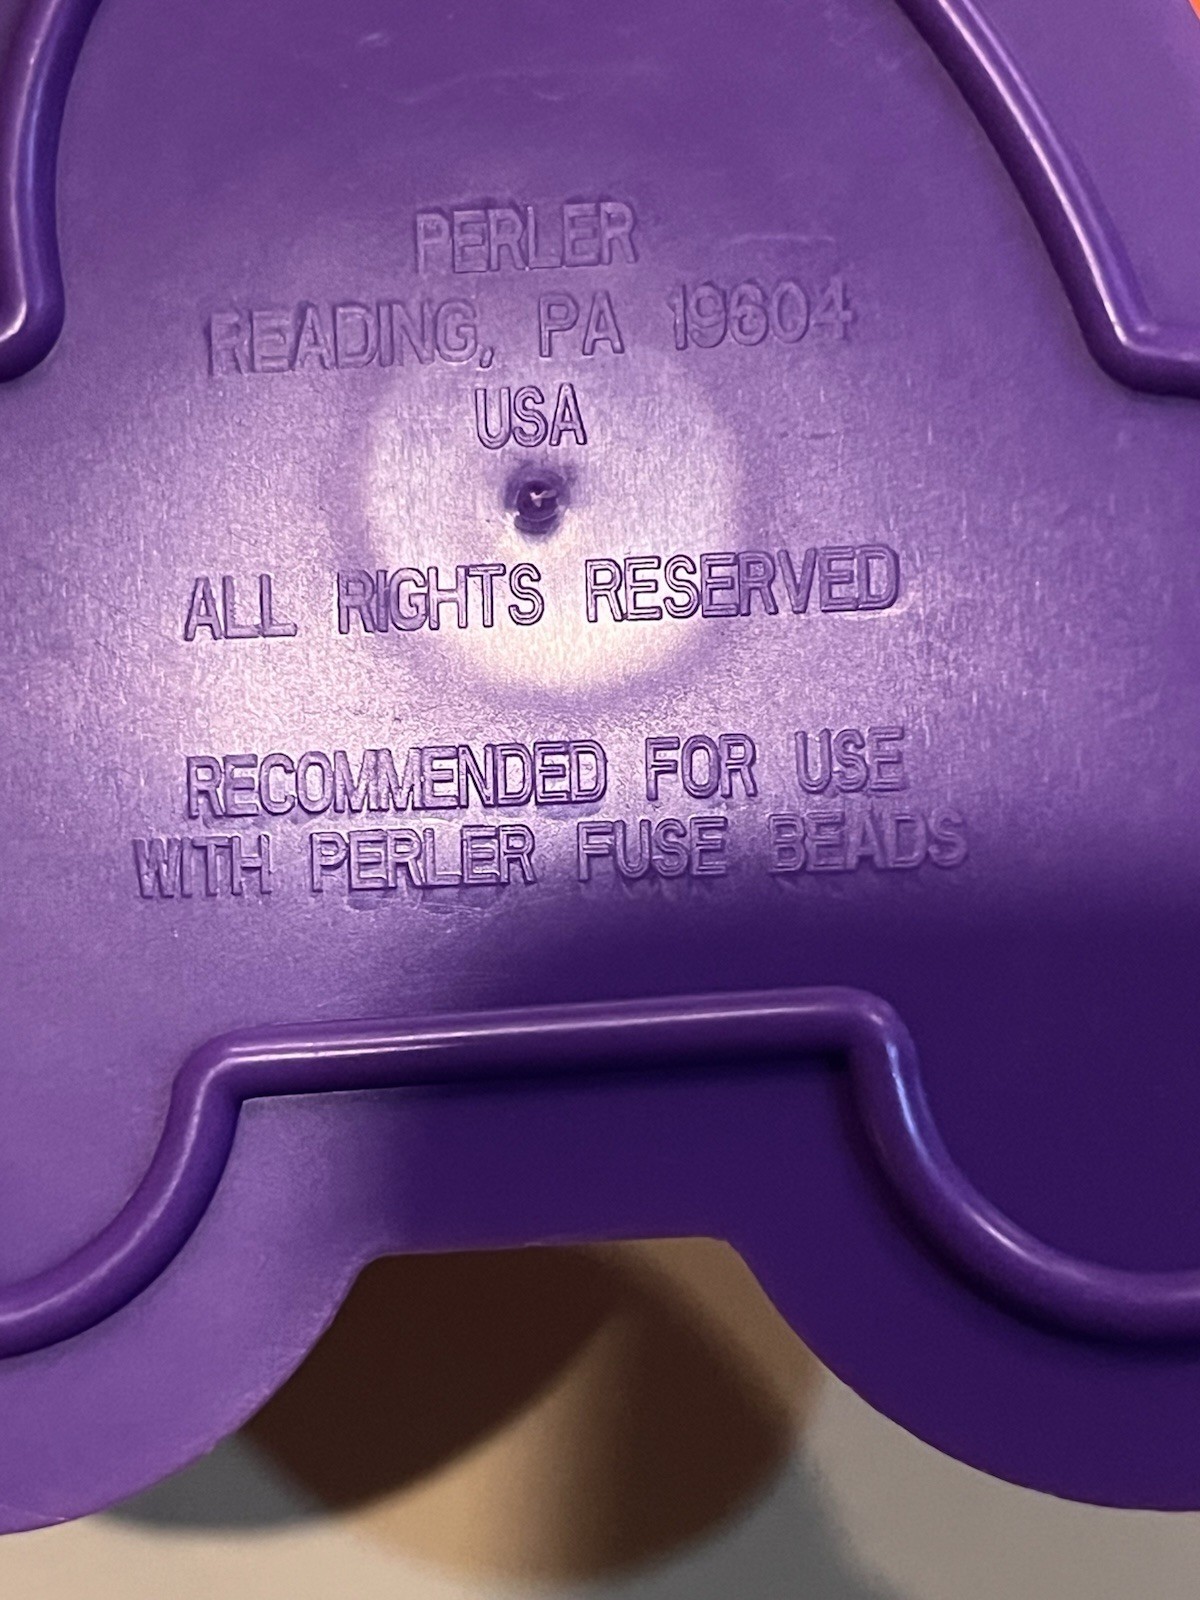 PERLER
READING, PA 19604
USA
ALL RIGHTS RESERVED
RECOMMENDED FOR USE
WITH PERLER FUSE BEADS